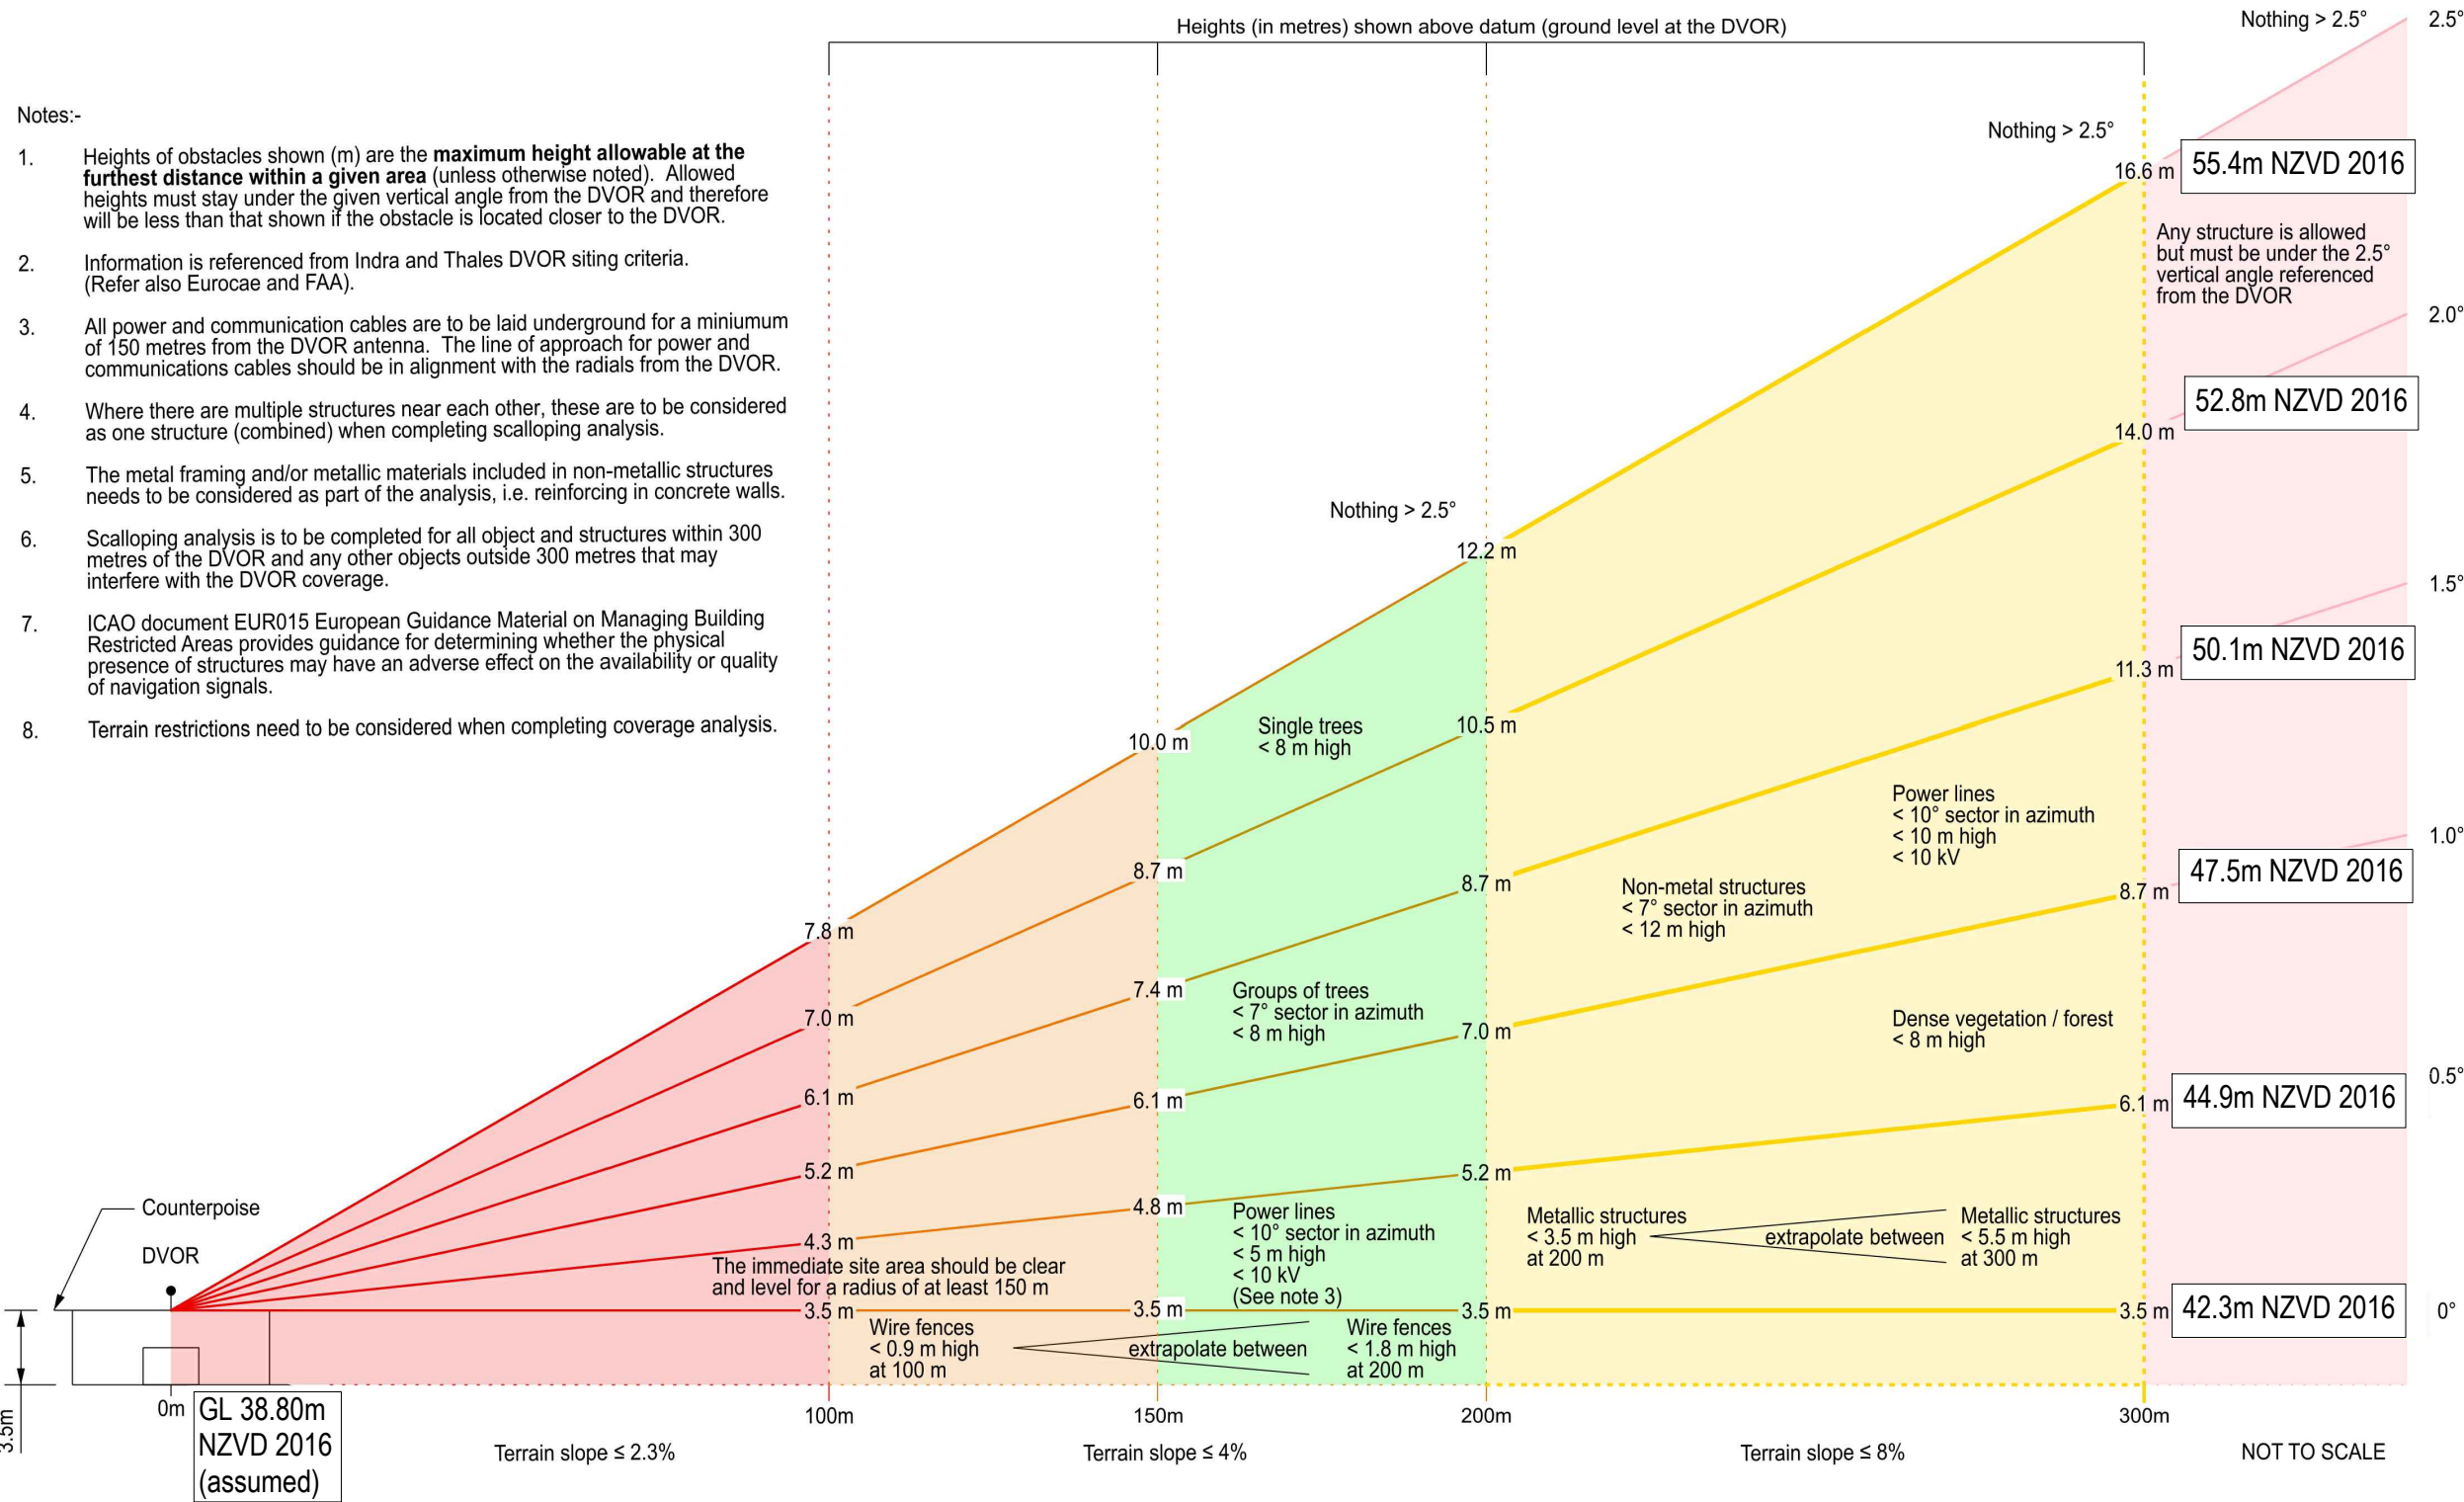 Heights (in metres) shown above datum (ground level at the DVOR)
Nothing > 2.5°
2.5°
Notes:-
1. Heights of obstacles shown (m) are the maximum height allowable at the
furthest distance within a given area (unless otherwise noted). Allowed
heights must stay under the given vertical angle from the DVOR and therefore
will be less than that shown if the obstacle is located closer to the DVOR.
2. Information is referenced from Indra and Thales DVOR siting criteria.
(Refer also Eurocae and FAA).
3. All power and communication cables are to be laid underground for a miniumum
of 150 metres from the DVOR antenna. The line of approach for power and
communications cables should be in alignment with the radials from the DVOR.
4. Where there are multiple structures near each other, these are to be considered
as one structure (combined) when completing scalloping analysis.
5. The metal framing and/or metallic materials included in non-metallic structures
needs to be considered as part of the analysis, i.e. reinforcing in concrete walls.
6. Scalloping analysis is to be completed for all object and structures within 300
metres of the DVOR and any other objects outside 300 metres that may
interfere with the DVOR coverage.
7. ICAO document EUR015 European Guidance Material on Managing Building
Restricted Areas provides guidance for determining whether the physical
presence of structures may have an adverse effect on the availability or quality
of navigation signals.
8. Terrain restrictions need to be considered when completing coverage analysis.
Nothing > 2.5°
16.6 m
55.4m NZVD 2016
Any structure is allowed
but must be under the 2.5°
vertical angle referenced
from the DVOR
2.0°
52.8m NZVD 2016
14.0 m
Nothing > 2.5°
12.2 m
1.5°
50.1m NZVD 2016
11.3 m
10.0 m
Single trees
< 8 m high
10.5 m
Power lines
< 10° sector in azimuth
< 10 m high
< 10 kV
1.0°
47.5m NZVD 2016
8.7 m
8.7 m
8.7 m
Non-metal structures
< 7° sector in azimuth
< 12 m high
7.8 m
7.0 m
7.4 m
Groups of trees
< 7° sector in azimuth
< 8 m high
7.0 m
Dense vegetation / forest
< 8 m high
0.5°
6.1 m
6.1 m
6.1 m
44.9m NZVD 2016
5.2 m
5.2 m
4.8 m
4.3 m
Counterpoise
DVOR
The immediate site area should be clear
and level for a radius of at least 150 m
Power lines
< 10° sector in azimuth
< 5 m high
< 10 kV
(See note 3)
Metallic structures
< 3.5 m high
at 200 m
extrapolate between
Metallic structures
< 5.5 m high
at 300 m
3.5 m
3.5 m
3.5 m
3.5 m
42.3m NZVD 2016
0°
Wire fences
< 0.9 m high
at 100 m
extrapolate between
Wire fences
< 1.8 m high
at 200 m
3.5m
0m
GL 38.80m
NZVD 2016
(assumed)
100m
150m
200m
300m
Terrain slope ≤ 2.3%
Terrain slope ≤ 4%
Terrain slope ≤ 8%
NOT TO SCALE